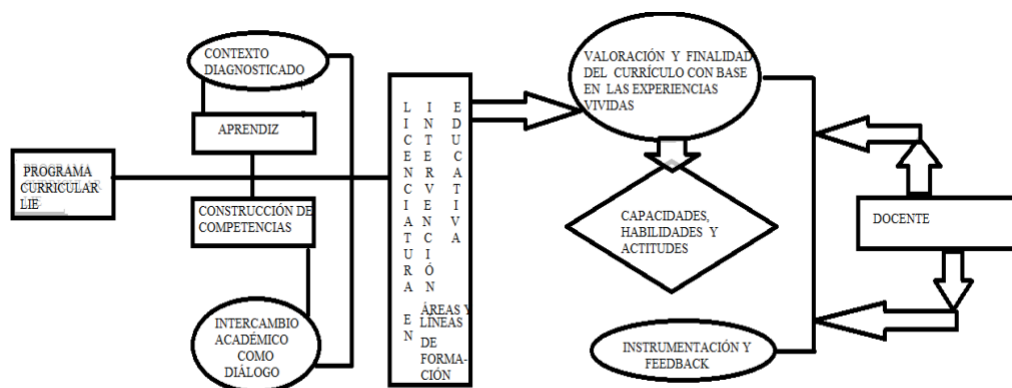 PROGRAMA
CURRICULAR
LIE
CONTEXTO
DIAGNOSTICADO
APRENDIZ
CONSTRUCCIÓN DE
COMPETENCIAS
INTERCAMBIO
ACADÉMICO
COMO
DIÁLOGO
LICENCIATURA EN
INTERVENCIÓN
EDUCATIVA
ÁREAS Y
LÍNEAS
DE
FORMA-
CIÓN
VALORACIÓN Y FINALIDAD
DEL CURRÍCULO CON BASE
EN LAS EXPERIENCIAS
VIVIDAS
CAPACIDADES,
HABILIDADES Y
ACTITUDES
INSTRUMENTACIÓN Y
FEEDBACK
DOCENTE